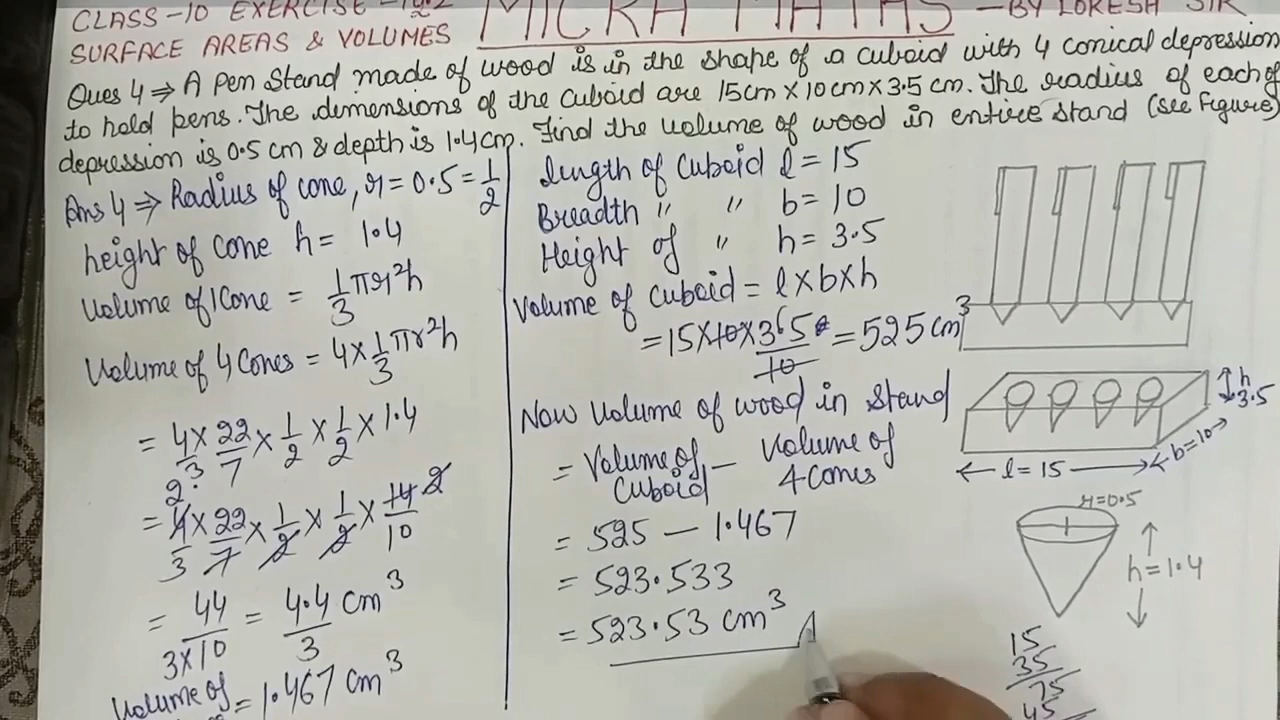 CLASS-10 EXERCISE
MICRA MATHS
-BY LOKESH SIR
SURFACE AREAS & VOLUMES
Ques 4 ⇒ A pen stand made of wood is in the shape of a cuboid with 4 conical depression
to hold pens. The dimensions of the cuboid are 15cm × 10cm × 3.5 cm. The radius of each of
depression is 0.5 cm & depth is 1.4cm. Find the volume of wood in entire stand (see figure)
Ans 4 ⇒ Radius of cone, r = 0.5 = 1/2
height of cone h = 1.4
Volume of 1 Cone = 1/3 πr²h
Volume of 4 Cones = 4 × 1/3 πr²h
= 4/3 × 22/7 × 1/2 × 1/2 × 1.4
2
= 4/3 × 22/7 × 1/2 × 1/2 × 14/10 2
= 44/3×10 = 4.4/3 cm³
Volume of
= 1.467 cm³
length of Cuboid l = 15
Breadth " " b = 10
Height of " h = 3.5
Volume of Cuboid = l × b × h
= 15 × 10 × 35/10 = 525 cm³
Now Volume of wood in stand
= Volume of Cuboid - Volume of 4 Cones
= 525 - 1.467
= 523.533
= 523.53 cm³
h
3.5
b=10
l = 15
r=0.5
h = 1.4
15
35
75
45